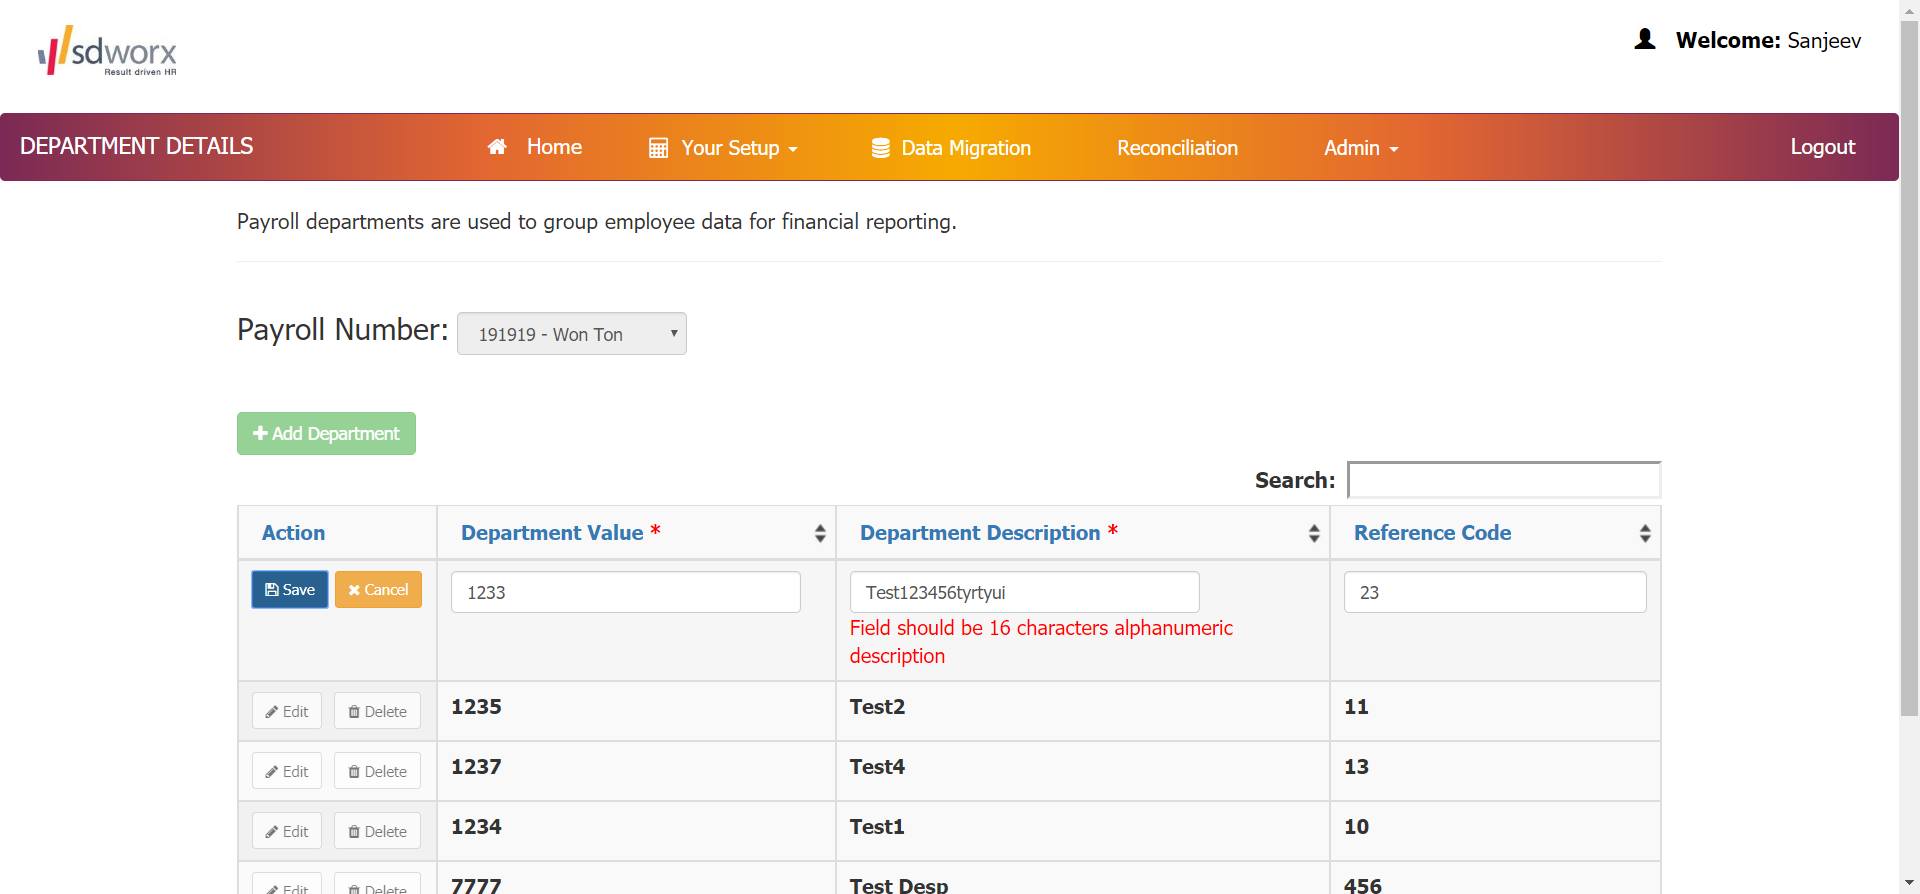 sdworx
Result driven HR
Welcome: Sanjeev
DEPARTMENT DETAILS
Home
Your Setup
Data Migration
Reconciliation
Admin
Logout
Payroll departments are used to group employee data for financial reporting.
Payroll Number: 191919 - Won Ton
Add Department
Search:
Action Department Value * Department Description * Reference Code
Save Cancel 1233 Test123456tyrtyui 23
Field should be 16 characters alphanumeric
description
Edit Delete 1235 Test2 11
Edit Delete 1237 Test4 13
Edit Delete 1234 Test1 10
Edit Delete 7777 Test Desp 456